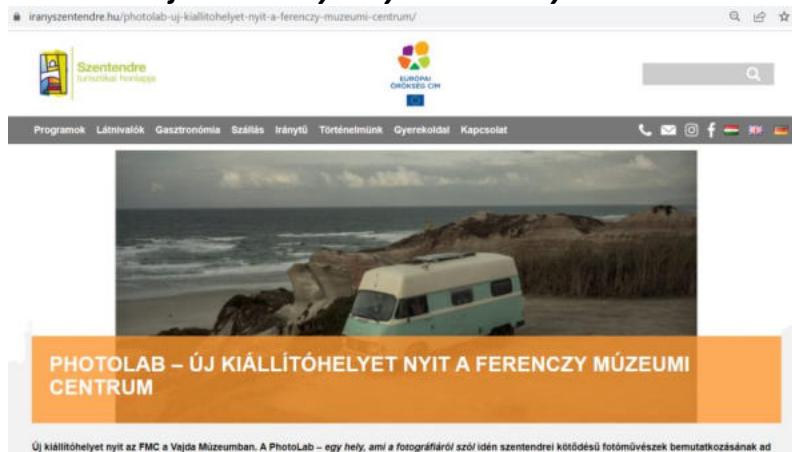 iranyszentendre.hu/photolab-uj-kiallitohelyet-nyit-a-ferenczy-muzeumi-centrum/
Szentendre
turisztikai honlapja
EURÓPAI
ÖRÖKSÉG CÍM
Programok Látnivalók Gasztronómia Szállás Iránytű Történelmünk Gyerekoldal Kapcsolat
PHOTOLAB – ÚJ KIÁLLÍTÓHELYET NYIT A FERENCZY MÚZEUMI
CENTRUM
Új kiállítóhelyet nyit az FMC a Vajda Múzeumban. A PhotoLab – egy hely, ami a fotográfiáról szól idén szentendrei kötődésű fotóművészek bemutatkozásának ad